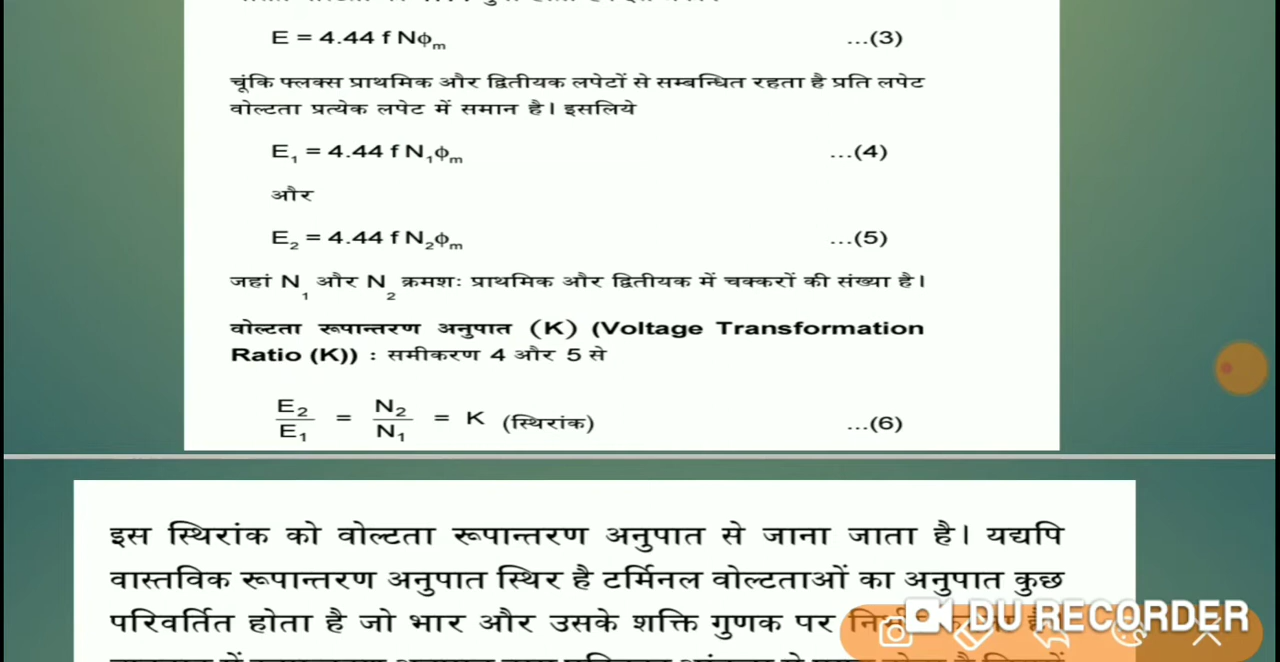 E = 4.44 f Nϕm ...(3)
चूंकि फ्लक्स प्राथमिक और द्वितीयक लपेटों से सम्बन्धित रहता है प्रति लपेट
वोल्टता प्रत्येक लपेट में समान है। इसलिये
E1 = 4.44 f N1ϕm ...(4)
और
E2 = 4.44 f N2ϕm ...(5)
जहां N1 और N2 क्रमशः प्राथमिक और द्वितीयक में चक्करों की संख्या है।
वोल्टता रूपान्तरण अनुपात (K) (Voltage Transformation
Ratio (K)) : समीकरण 4 और 5 से
E2/E1 = N2/N1 = K (स्थिरांक) ...(6)
इस स्थिरांक को वोल्टता रूपान्तरण अनुपात से जाना जाता है। यद्यपि
वास्तविक रूपान्तरण अनुपात स्थिर है टर्मिनल वोल्टताओं का अनुपात कुछ
परिवर्तित होता है जो भार और उसके शक्ति गुणक पर
DU RECORDER